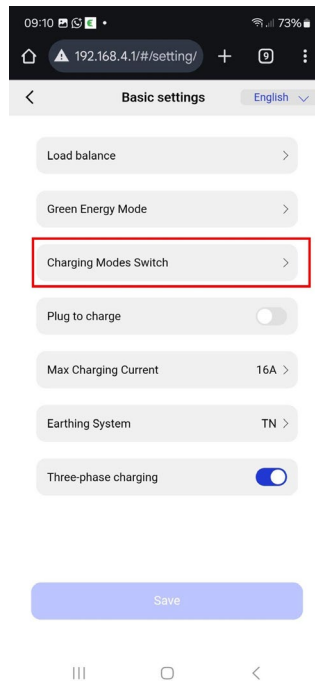 09:10
73%
192.168.4.1/#/setting/
9
Basic settings
English
Load balance
Green Energy Mode
Charging Modes Switch
Plug to charge
Max Charging Current 16A
Earthing System TN
Three-phase charging
Save